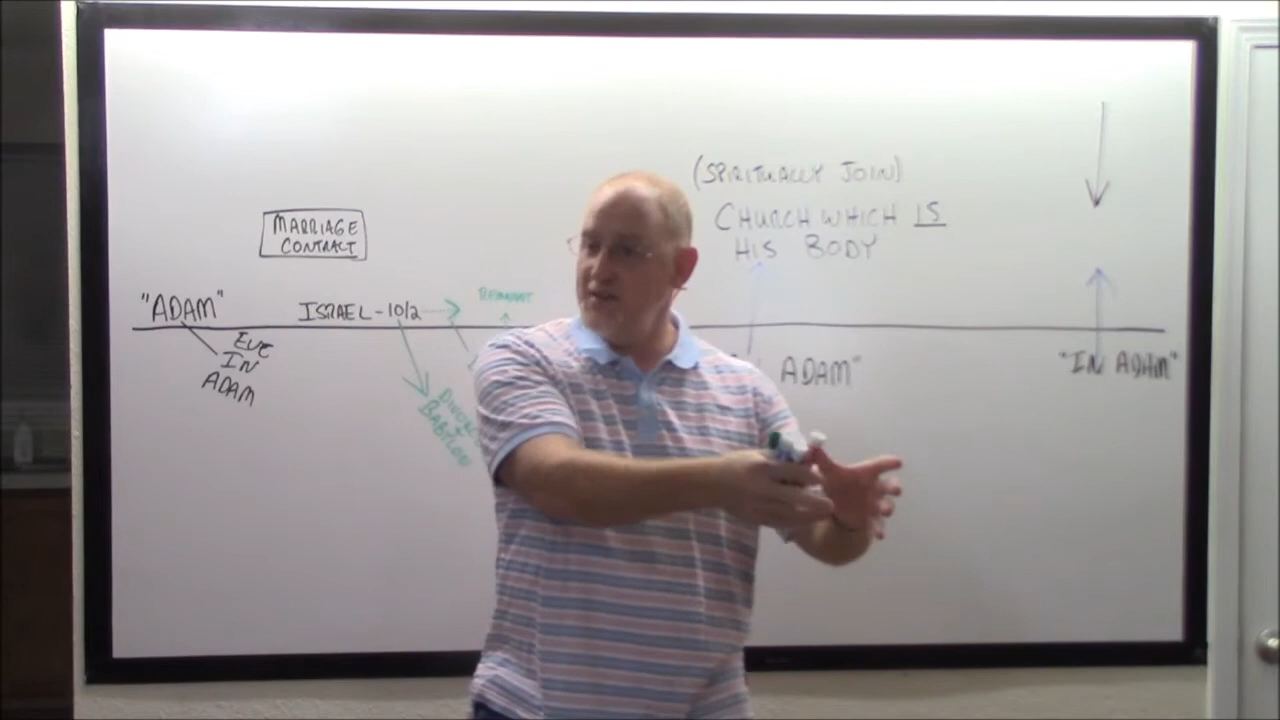 (SPIRITUALLY JOIN)
CHURCH WHICH IS
HIS BODY
MARRIAGE
CONTRACT
"ADAM"
ISRAEL - 10/2
REMNANT
EVE
IN
ADAM
BABYLON
ADAM"
"IN ADAM"